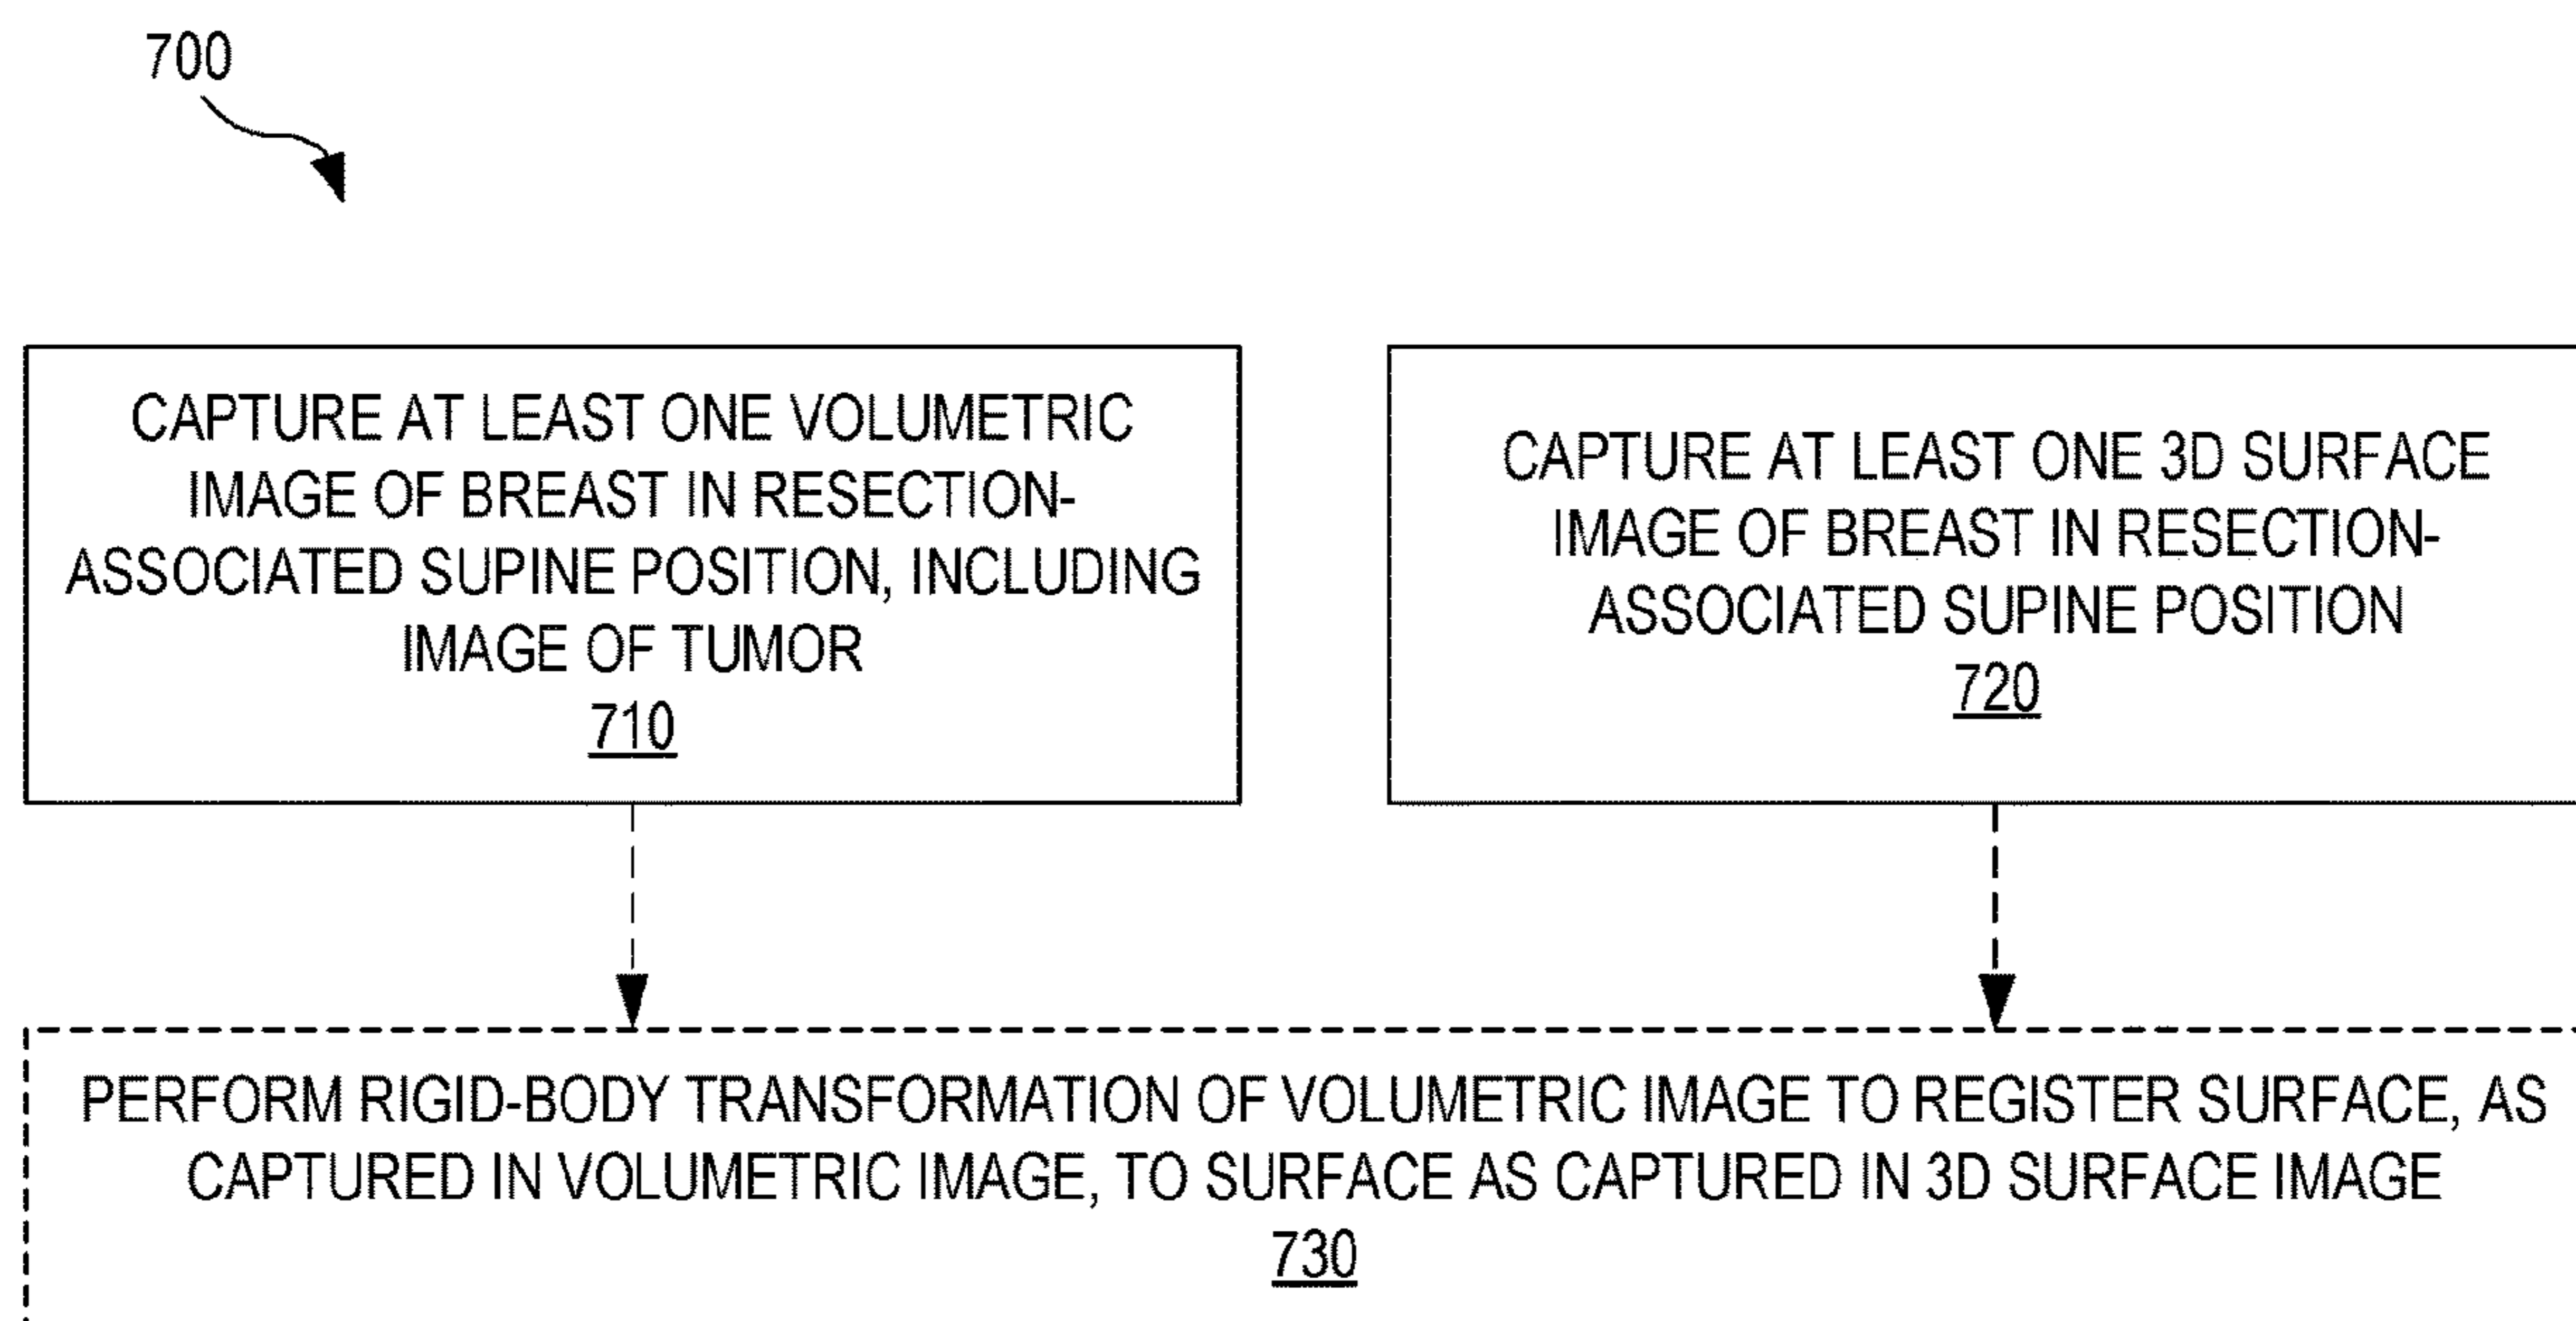 700
CAPTURE AT LEAST ONE VOLUMETRIC
IMAGE OF BREAST IN RESECTION-
ASSOCIATED SUPINE POSITION, INCLUDING
IMAGE OF TUMOR
710
CAPTURE AT LEAST ONE 3D SURFACE
IMAGE OF BREAST IN RESECTION-
ASSOCIATED SUPINE POSITION
720
PERFORM RIGID-BODY TRANSFORMATION OF VOLUMETRIC IMAGE TO REGISTER SURFACE, AS
CAPTURED IN VOLUMETRIC IMAGE, TO SURFACE AS CAPTURED IN 3D SURFACE IMAGE
730